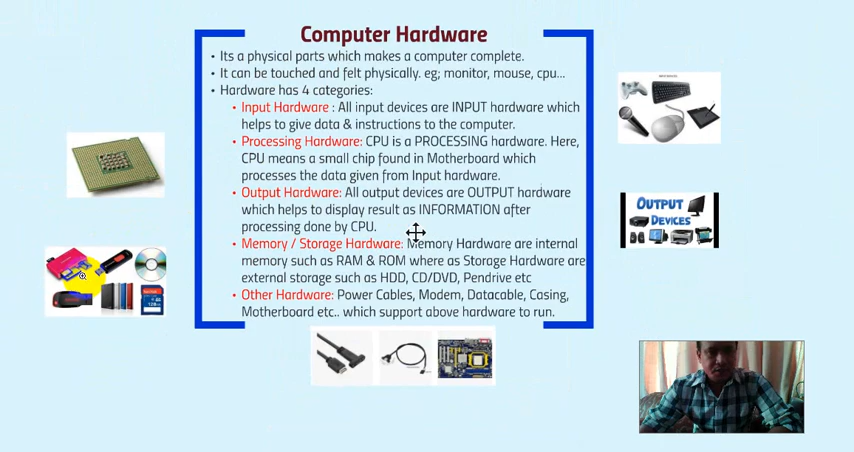 Computer Hardware
• Its a physical parts which makes a computer complete.
• It can be touched and felt physically. eg; monitor, mouse, cpu...
• Hardware has 4 categories:
• Input Hardware : All input devices are INPUT hardware which
helps to give data & instructions to the computer.
• Processing Hardware: CPU is a PROCESSING hardware. Here,
CPU means a small chip found in Motherboard which
processes the data given from Input hardware.
• Output Hardware: All output devices are OUTPUT hardware
which helps to display result as INFORMATION after
processing done by CPU.
• Memory / Storage Hardware: Memory Hardware are internal
memory such as RAM & ROM where as Storage Hardware are
external storage such as HDD, CD/DVD, Pendrive etc
• Other Hardware: Power Cables, Modem, Datacable, Casing,
Motherboard etc.. which support above hardware to run.
OUTPUT
DEVICES